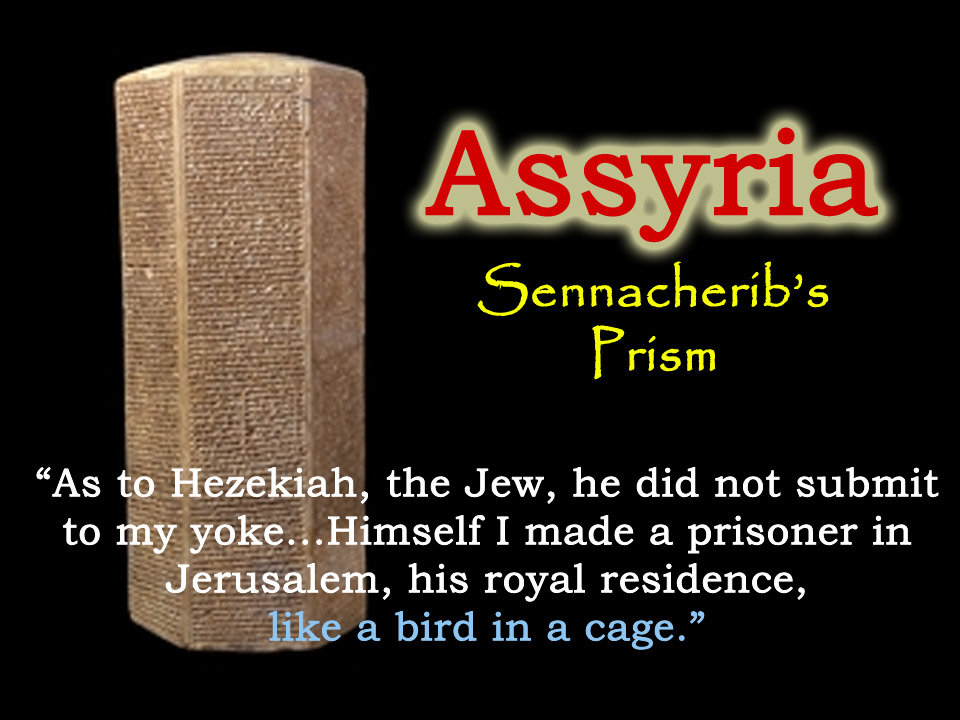 Assyria
Sennacherib’s
Prism
“As to Hezekiah, the Jew, he did not submit
to my yoke...Himself I made a prisoner in
Jerusalem, his royal residence,
like a bird in a cage.”